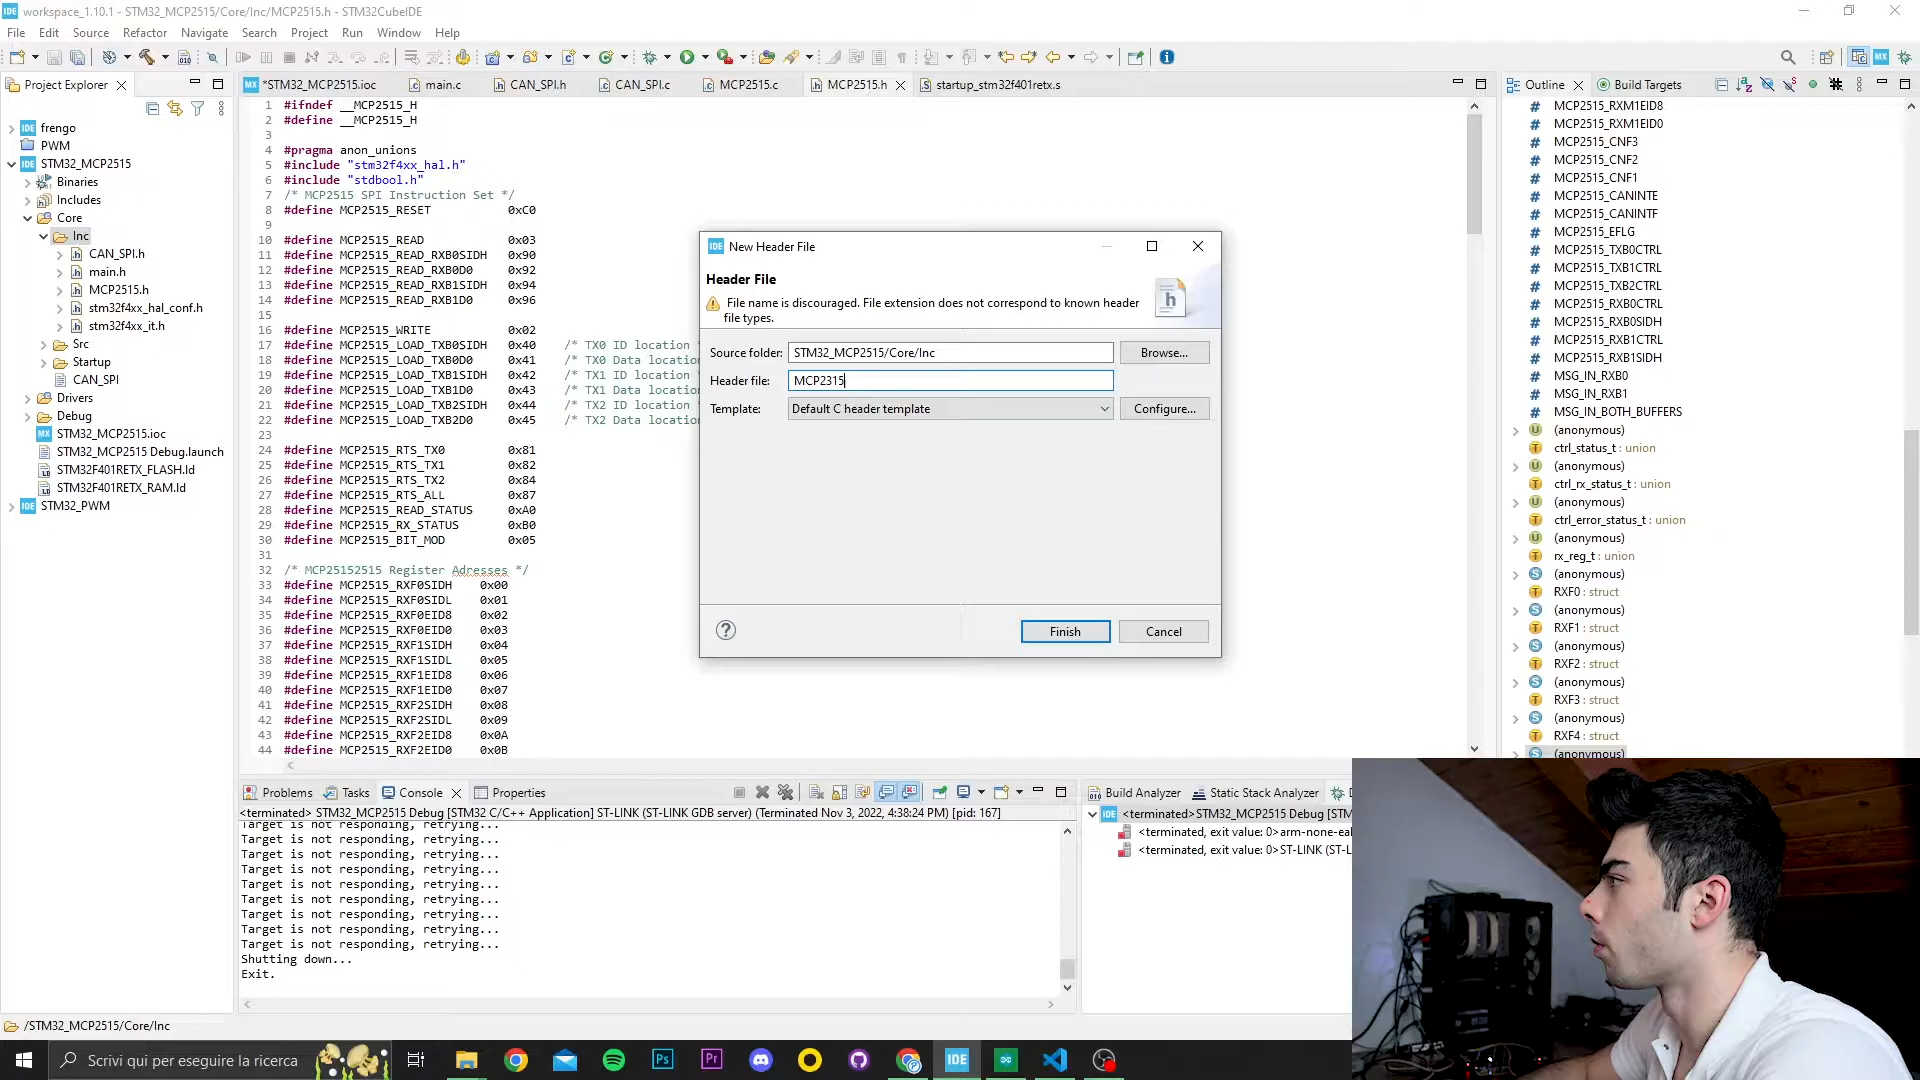 workspace_1.10.1 - STM32_MCP2515/Core/Inc/MCP2515.h - STM32CubeIDE
File Edit Source Refactor Navigate Search Project Run Window Help
Project Explorer
frengo
PWM
STM32_MCP2515
Binaries
Includes
Core
Inc
CAN_SPI.h
main.h
MCP2515.h
stm32f4xx_hal_conf.h
stm32f4xx_it.h
Src
Startup
CAN_SPI
Drivers
Debug
STM32_MCP2515.ioc
STM32_MCP2515 Debug.launch
STM32F401RETX_FLASH.ld
STM32F401RETX_RAM.ld
STM32_PWM
*STM32_MCP2515.ioc main.c CAN_SPI.h CAN_SPI.c MCP2515.c MCP2515.h startup_stm32f401retx.s
1 #ifndef __MCP2515_H
2 #define __MCP2515_H
3
4 #pragma anon_unions
5 #include "stm32f4xx_hal.h"
6 #include "stdbool.h"
7 /* MCP2515 SPI Instruction Set */
8 #define MCP2515_RESET 0xC0
9
10 #define MCP2515_READ 0x03
11 #define MCP2515_READ_RXB0SIDH 0x90
12 #define MCP2515_READ_RXB0D0 0x92
13 #define MCP2515_READ_RXB1SIDH 0x94
14 #define MCP2515_READ_RXB1D0 0x96
15
16 #define MCP2515_WRITE 0x02
17 #define MCP2515_LOAD_TXB0SIDH 0x40 /* TX0 ID location *
18 #define MCP2515_LOAD_TXB0D0 0x41 /* TX0 Data location
19 #define MCP2515_LOAD_TXB1SIDH 0x42 /* TX1 ID location *
20 #define MCP2515_LOAD_TXB1D0 0x43 /* TX1 Data location
21 #define MCP2515_LOAD_TXB2SIDH 0x44 /* TX2 ID location *
22 #define MCP2515_LOAD_TXB2D0 0x45 /* TX2 Data location
23
24 #define MCP2515_RTS_TX0 0x81
25 #define MCP2515_RTS_TX1 0x82
26 #define MCP2515_RTS_TX2 0x84
27 #define MCP2515_RTS_ALL 0x87
28 #define MCP2515_READ_STATUS 0xA0
29 #define MCP2515_RX_STATUS 0xB0
30 #define MCP2515_BIT_MOD 0x05
31
32 /* MCP25152515 Register Adresses */
33 #define MCP2515_RXF0SIDH 0x00
34 #define MCP2515_RXF0SIDL 0x01
35 #define MCP2515_RXF0EID8 0x02
36 #define MCP2515_RXF0EID0 0x03
37 #define MCP2515_RXF1SIDH 0x04
38 #define MCP2515_RXF1SIDL 0x05
39 #define MCP2515_RXF1EID8 0x06
40 #define MCP2515_RXF1EID0 0x07
41 #define MCP2515_RXF2SIDH 0x08
42 #define MCP2515_RXF2SIDL 0x09
43 #define MCP2515_RXF2EID8 0x0A
44 #define MCP2515_RXF2EID0 0x0B
New Header File
Header File
File name is discouraged. File extension does not correspond to known header
file types.
Source folder: STM32_MCP2515/Core/Inc Browse...
Header file: MCP2315
Template: Default C header template Configure...
Finish Cancel
Outline Build Targets
MCP2515_RXM1EID8
MCP2515_RXM1EID0
MCP2515_CNF3
MCP2515_CNF2
MCP2515_CNF1
MCP2515_CANINTE
MCP2515_CANINTF
MCP2515_EFLG
MCP2515_TXB0CTRL
MCP2515_TXB1CTRL
MCP2515_TXB2CTRL
MCP2515_RXB0CTRL
MCP2515_RXB0SIDH
MCP2515_RXB1CTRL
MCP2515_RXB1SIDH
MSG_IN_RXB0
MSG_IN_RXB1
MSG_IN_BOTH_BUFFERS
(anonymous)
ctrl_status_t : union
(anonymous)
ctrl_rx_status_t : union
(anonymous)
ctrl_error_status_t : union
(anonymous)
rx_reg_t : union
(anonymous)
RXF0 : struct
(anonymous)
RXF1 : struct
(anonymous)
RXF2 : struct
(anonymous)
RXF3 : struct
(anonymous)
RXF4 : struct
(anonymous)
Problems Tasks Console Properties
<terminated> STM32_MCP2515 Debug [STM32 C/C++ Application] ST-LINK (ST-LINK GDB server) (Terminated Nov 3, 2022, 4:38:24 PM) [pid: 167]
Target is not responding, retrying...
Target is not responding, retrying...
Target is not responding, retrying...
Target is not responding, retrying...
Target is not responding, retrying...
Target is not responding, retrying...
Target is not responding, retrying...
Target is not responding, retrying...
Target is not responding, retrying...
Shutting down...
Exit.
Build Analyzer Static Stack Analyzer
<terminated>STM32_MCP2515 Debug [STM
<terminated, exit value: 0>arm-none-eal
<terminated, exit value: 0>ST-LINK (ST-L
/STM32_MCP2515/Core/Inc
Scrivi qui per eseguire la ricerca